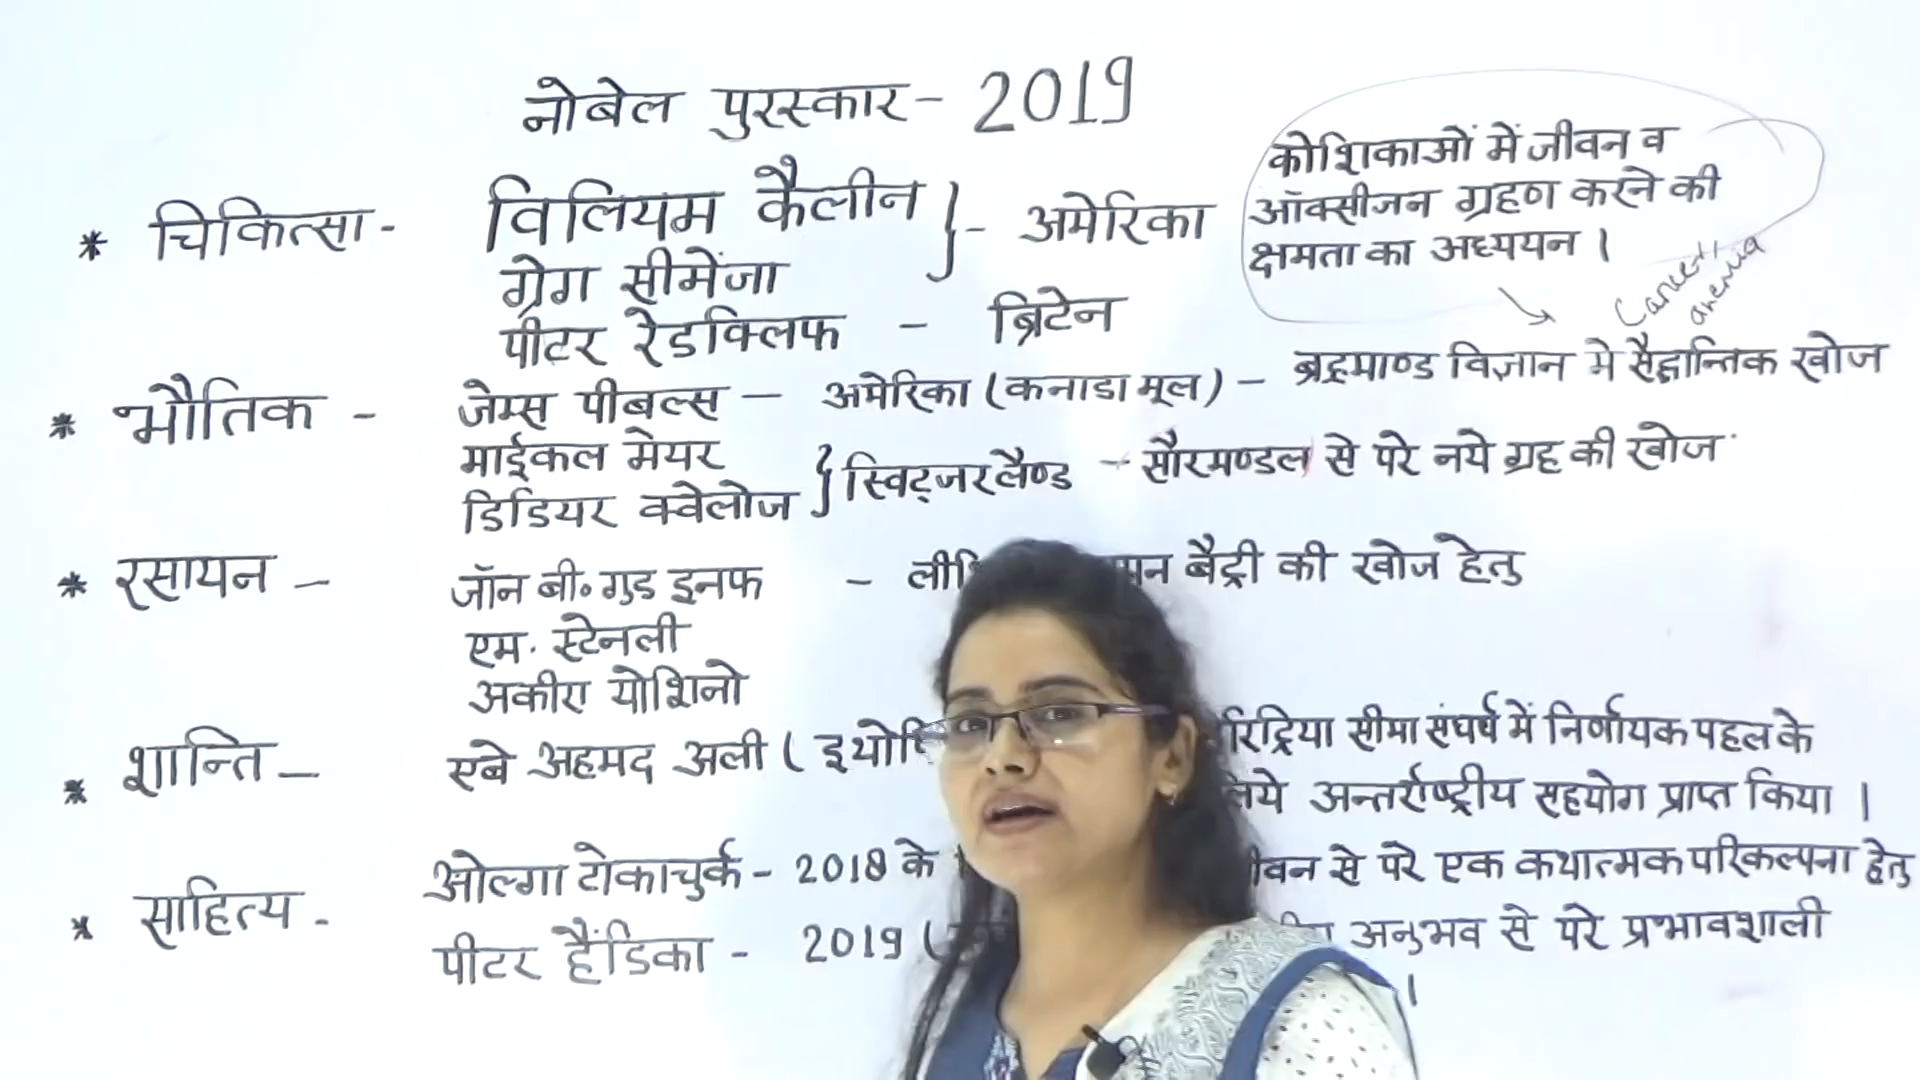 नोबेल पुरस्कार - 2019
* चिकित्सा - विलियम कैलीन } - अमेरिका
ग्रेग सीमेंजा
पीटर रेडक्लिफ - ब्रिटेन
कोशिकाओं में जीवन व
ऑक्सीजन ग्रहण करने की
क्षमता का अध्ययन ।
Cancer
anemia
* भौतिक - जेम्स पीबल्स - अमेरिका (कनाडा मूल) - ब्रह्माण्ड विज्ञान मे सैद्धान्तिक खोज
माईकल मेयर
डिडियर क्वेलोज } स्विट्जरलैण्ड - सौरमण्डल से परे नये ग्रह की खोज
* रसायन - जॉन बी॰ गुड इनफ - बैट्री की खोज हेतु
एम. स्टेनली
अकीरा योशिनो
* शान्ति - एबे अहमद अली ( सीमा संघर्ष में निर्णायक पहल के
अन्तर्राष्ट्रीय सहयोग प्राप्त किया ।
* साहित्य - ओल्गा टोकाचुर्क - 2018 के से परे एक कथात्मक परिकल्पना हेतु
पीटर हैंडिका - 2019 ( अनुभव से परे प्रभावशाली